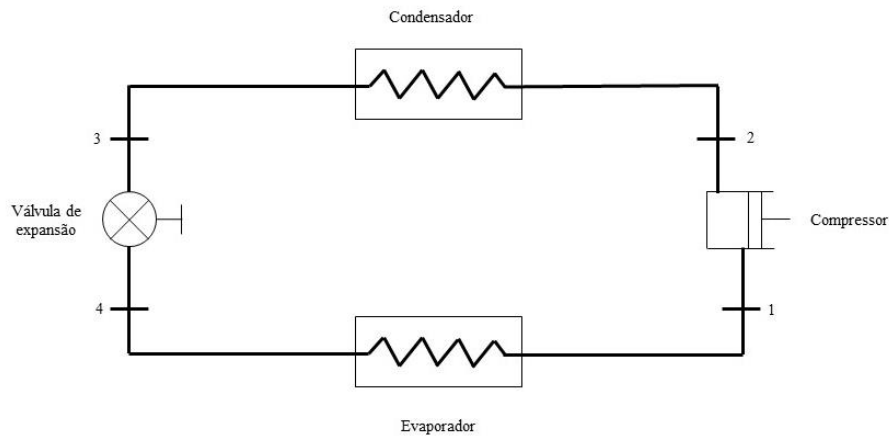 Condensador
3
2
Válvula de
expansão
Compressor
4
1
Evaporador